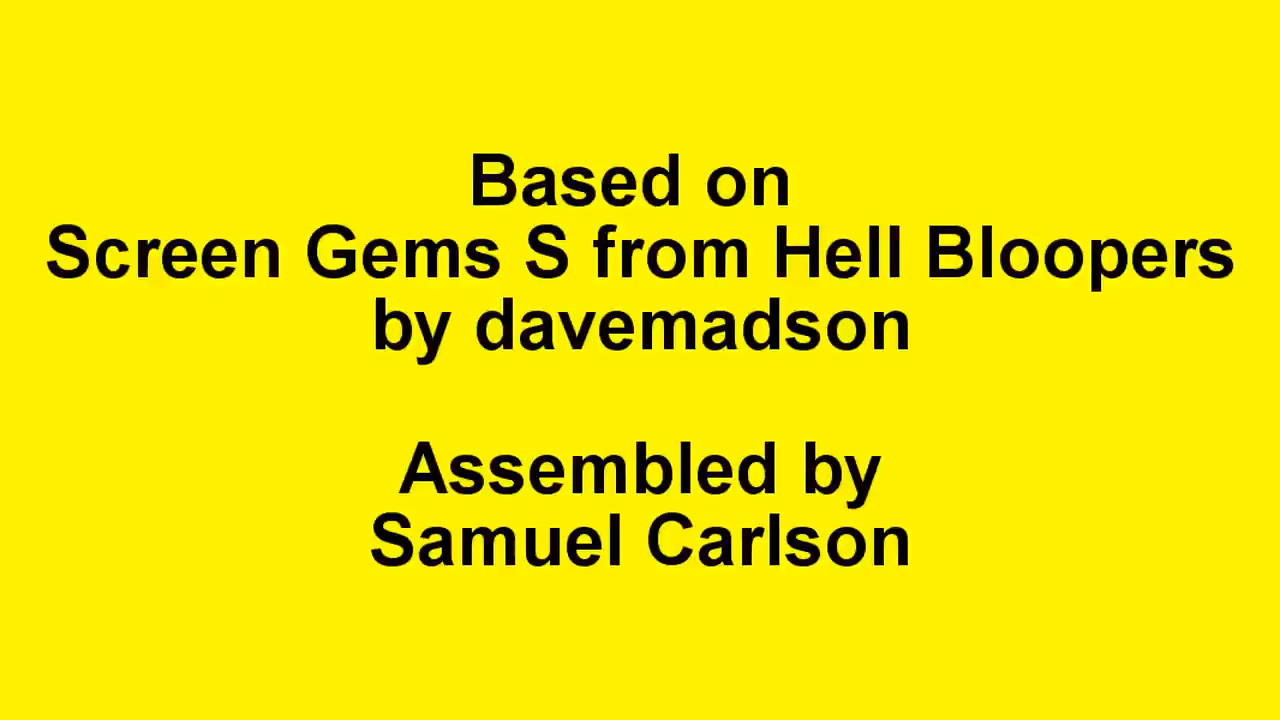 Based on
Screen Gems S from Hell Bloopers
by davemadson
Assembled by
Samuel Carlson